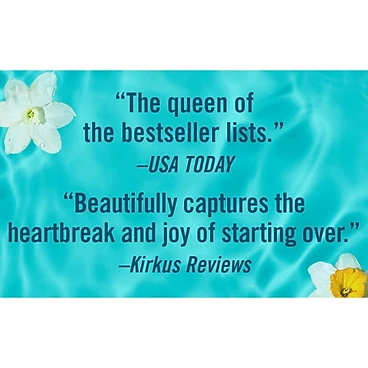 “The queen of
the bestseller lists.”
–USA TODAY
“Beautifully captures the
heartbreak and joy of starting over.”
–Kirkus Reviews